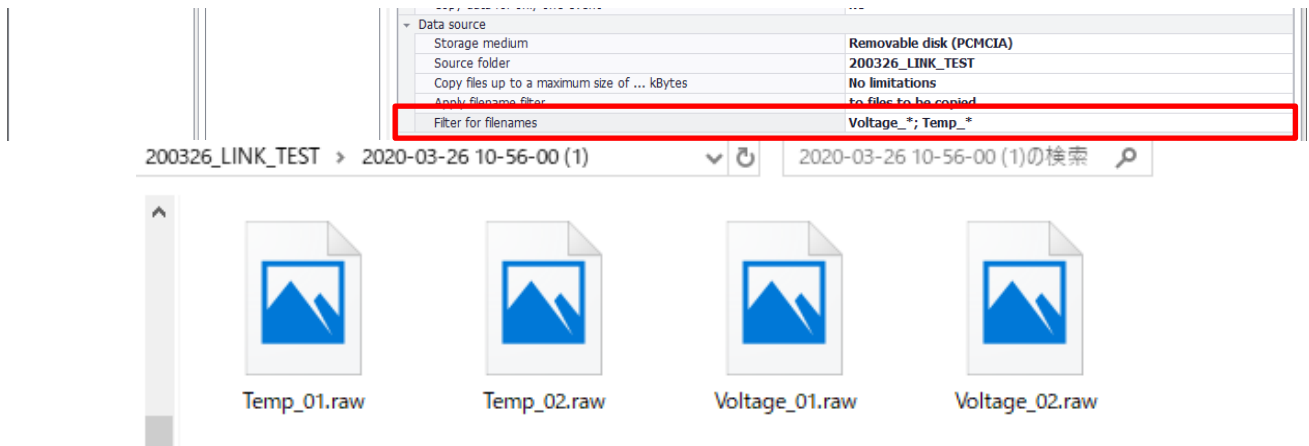 Data source
Storage medium Removable disk (PCMCIA)
Source folder 200326_LINK_TEST
Copy files up to a maximum size of ... kBytes No limitations
Apply filename filter to files to be copied
Filter for filenames Voltage_*; Temp_*
200326_LINK_TEST > 2020-03-26 10-56-00 (1) 2020-03-26 10-56-00 (1)の検索
Temp_01.raw Temp_02.raw Voltage_01.raw Voltage_02.raw